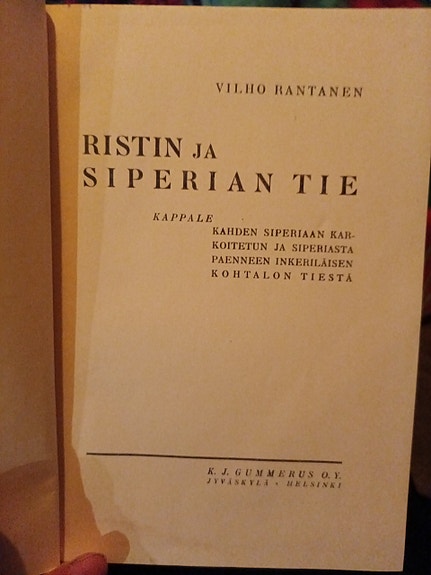 VILHO RANTANEN
RISTIN JA
SIPERIAN TIE
KAPPALE
KAHDEN SIPERIAAN KAR-
KOITETUN JA SIPERIASTA
PAENNEEN INKERILÄISEN
KOHTALON TIESTÄ
K. J. GUMMERUS O.Y.
JYVÄSKYLÄ - HELSINKI